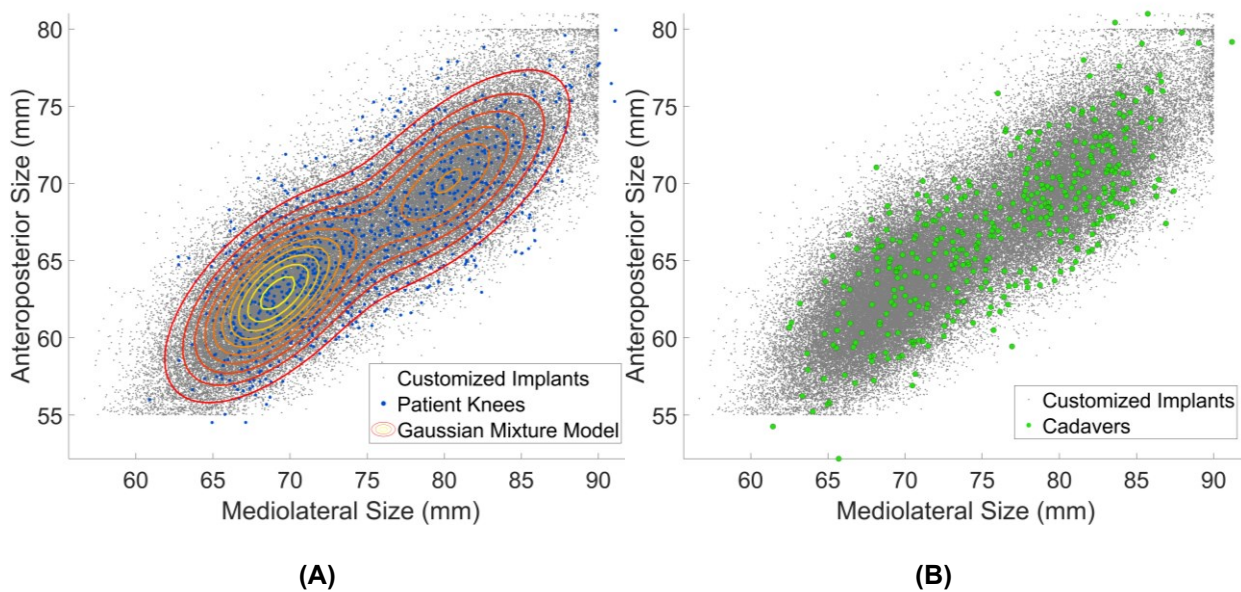 80
75
70
65
60
55
Anteroposterior Size (mm)
60 65 70 75 80 85 90
Mediolateral Size (mm)
Customized Implants
Patient Knees
Gaussian Mixture Model
(A)
80
75
70
65
60
55
Anteroposterior Size (mm)
60 65 70 75 80 85 90
Mediolateral Size (mm)
Customized Implants
Cadavers
(B)